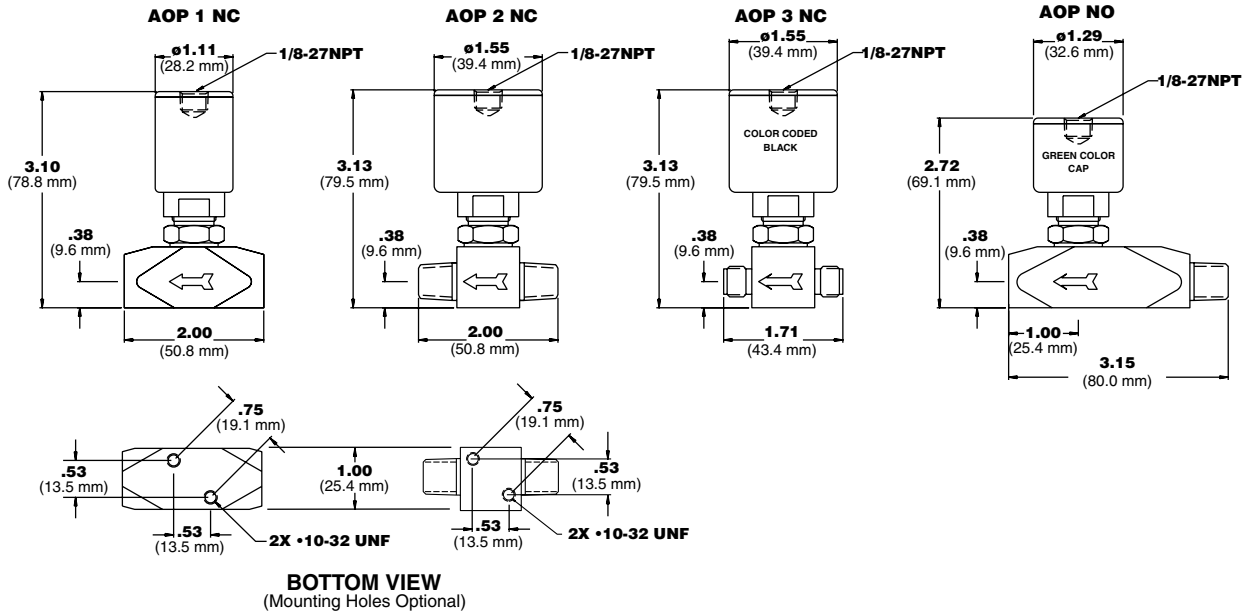 AOP 1 NC
ø1.11
(28.2 mm)
1/8-27NPT
3.10
(78.8 mm)
.38
(9.6 mm)
2.00
(50.8 mm)
AOP 2 NC
ø1.55
(39.4 mm)
1/8-27NPT
3.13
(79.5 mm)
.38
(9.6 mm)
2.00
(50.8 mm)
AOP 3 NC
ø1.55
(39.4 mm)
COLOR CODED
BLACK
3.13
(79.5 mm)
.38
(9.6 mm)
1.71
(43.4 mm)
AOP NO
ø1.29
(32.6 mm)
1/8-27NPT
GREEN COLOR
CAP
2.72
(69.1 mm)
.38
(9.6 mm)
1.00
(25.4 mm)
3.15
(80.0 mm)
.75
(19.1 mm)
.53
(13.5 mm)
.53
(13.5 mm)
2X •10-32 UNF
1.00
(25.4 mm)
.75
(19.1 mm)
.53
(13.5 mm)
.53
(13.5 mm)
2X •10-32 UNF
BOTTOM VIEW
(Mounting Holes Optional)